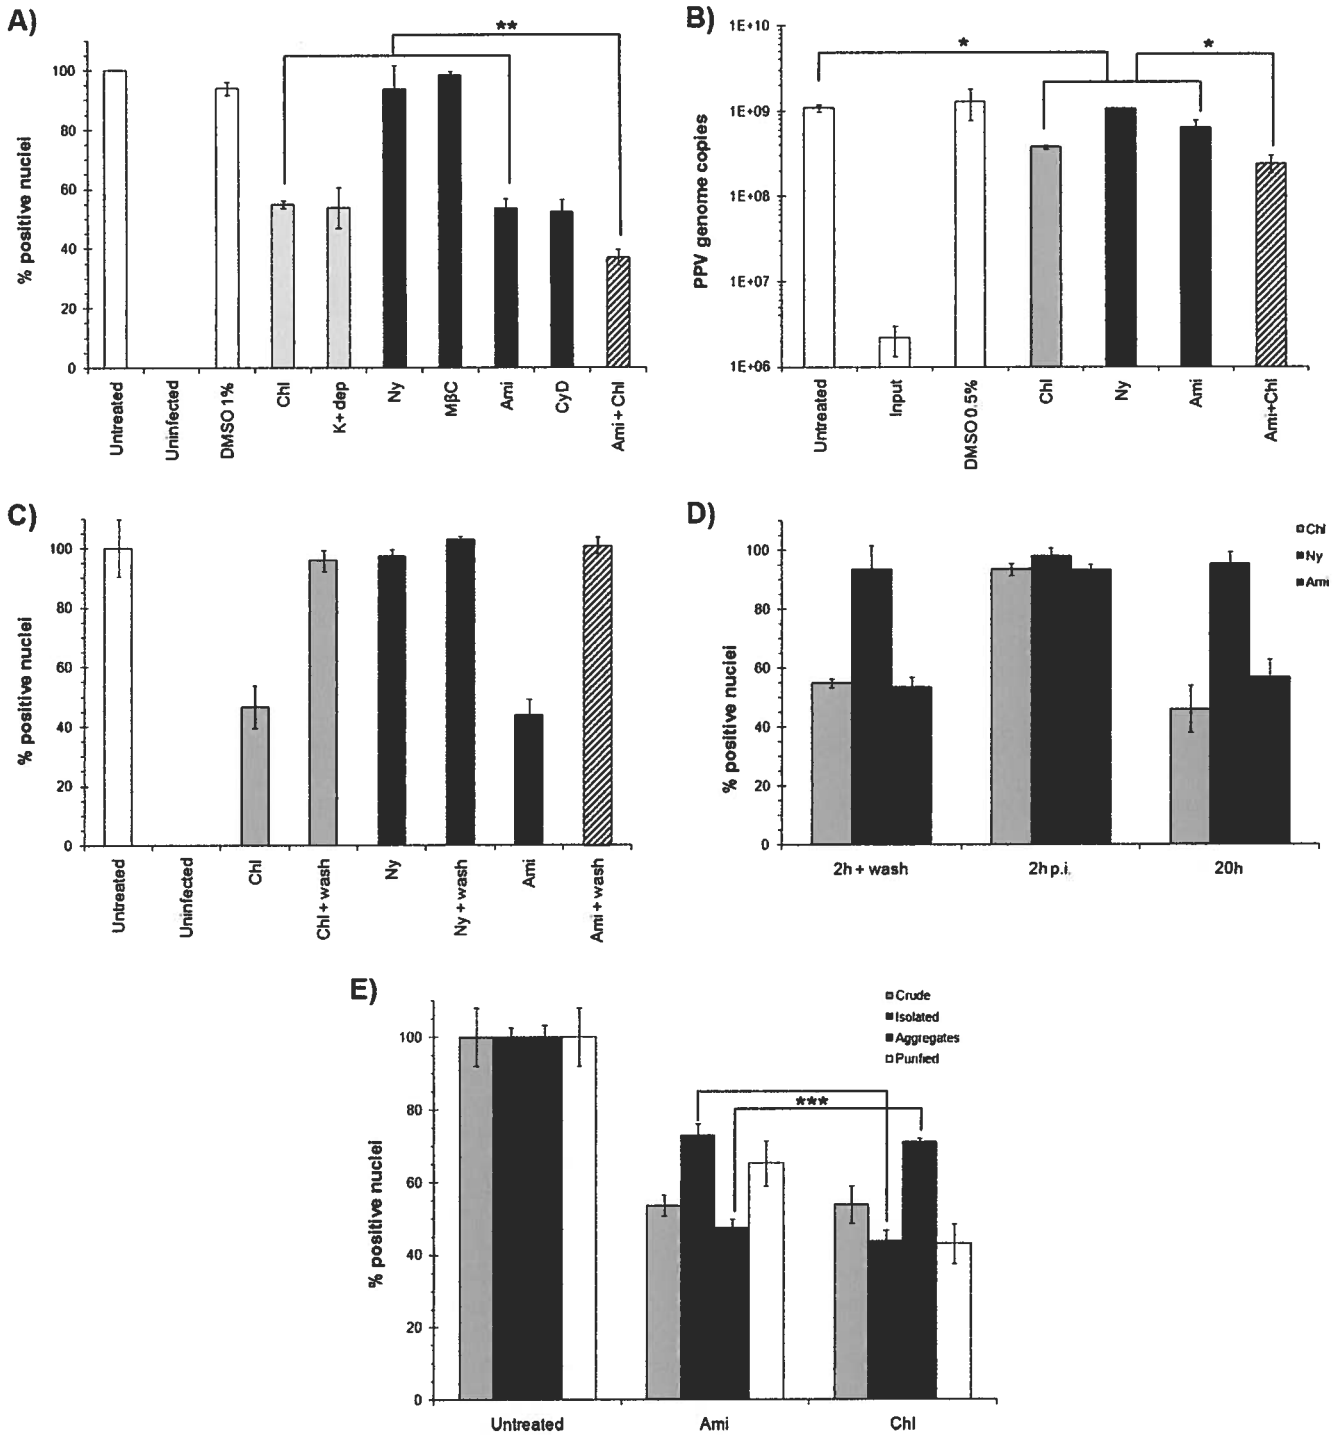 A)
**
% positive nuclei
100
80
60
40
20
0
Untreated
Uninfected
DMSO 1%
Chl
K+ dep
Ny
MβC
Ami
CyD
Ami + Chl
B)
*
*
PPV genome copies
1E+10
1E+09
1E+08
1E+07
1E+06
Untreated
Input
DMSO 0.5%
Chl
Ny
Ami
Ami+Chl
C)
% positive nuclei
100
80
60
40
20
0
Untreated
Uninfected
Chl
Chl + wash
Ny
Ny + wash
Ami
Ami + wash
D)
Chl
Ny
Ami
% positive nuclei
100
80
60
40
20
0
2h + wash
2h p.i.
20h
E)
Crude
Isolated
Aggregates
Purified
***
% positive nuclei
100
80
60
40
20
0
Untreated
Ami
Chl